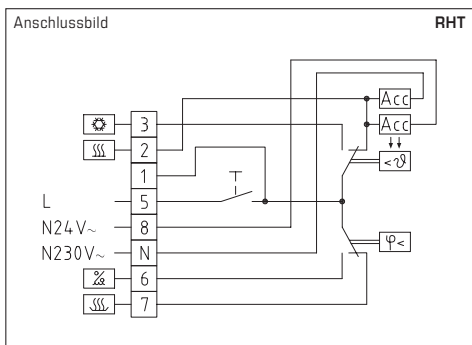 Anschlussbild RHT
Acc
Acc
3
<ϑ
2
1
L 5
N24V~ 8
φ<
N230V~ N
6
7